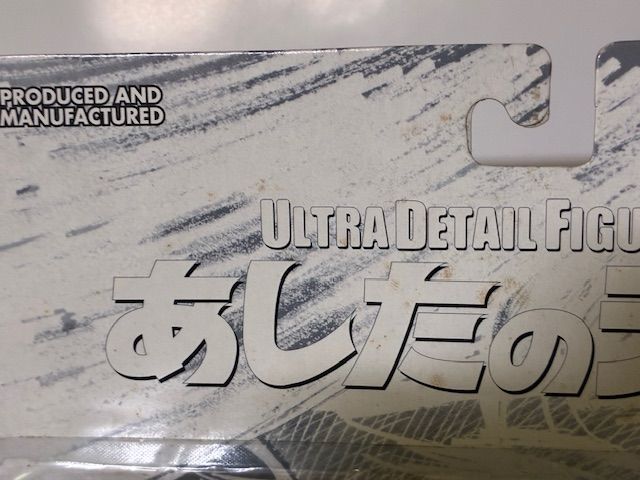 PRODUCED AND
MANUFACTURED
ULTRA DETAIL FIGU
あしたの